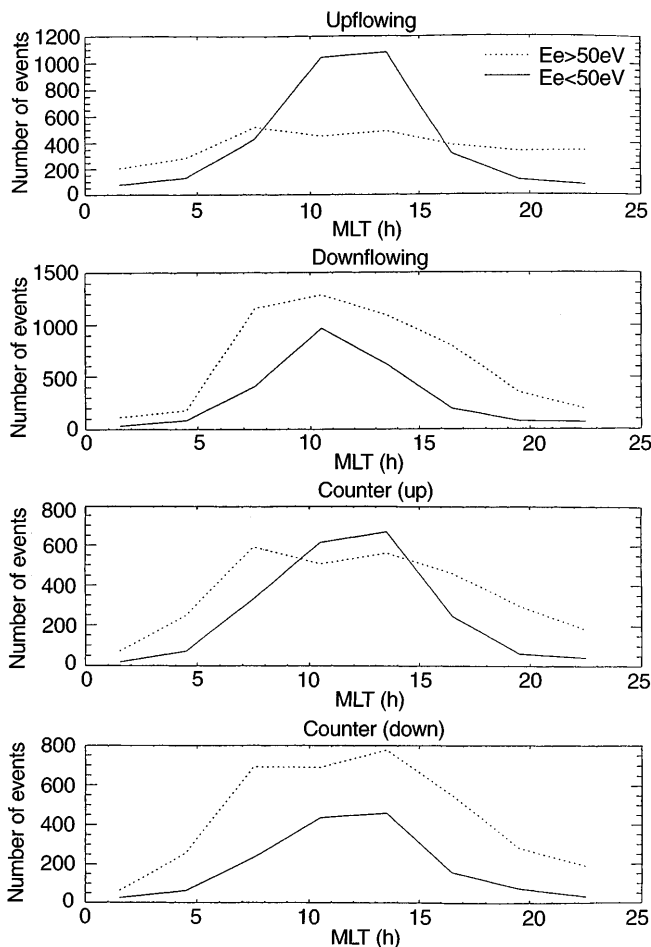 Upflowing
1200
1000
800
600
400
200
0
Number of events
Ee>50eV
Ee<50eV
0 5 10 15 20 25
MLT (h)
Downflowing
1500
1000
500
0
Number of events
0 5 10 15 20 25
MLT (h)
Counter (up)
800
600
400
200
0
Number of events
0 5 10 15 20 25
MLT (h)
Counter (down)
800
600
400
200
0
Number of events
0 5 10 15 20 25
MLT (h)